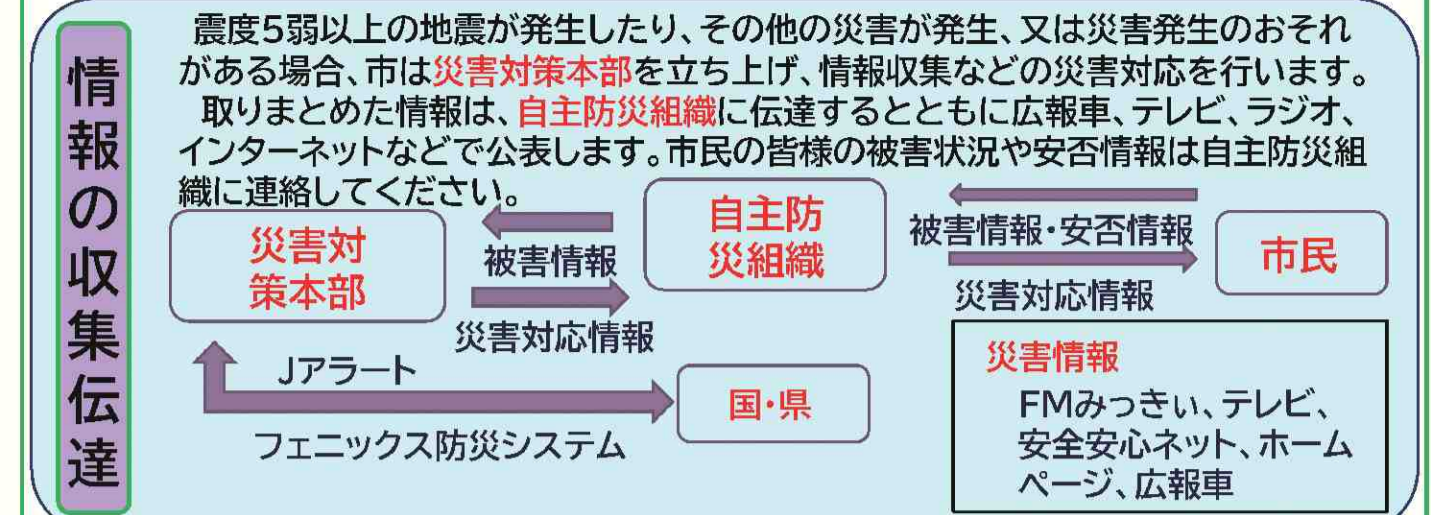 情報の収集伝達
震度5弱以上の地震が発生したり、その他の災害が発生、又は災害発生のおそれ
がある場合、市は災害対策本部を立ち上げ、情報収集などの災害対応を行います。
取りまとめた情報は、自主防災組織に伝達するとともに広報車、テレビ、ラジオ、
インターネットなどで公表します。市民の皆様の被害状況や安否情報は自主防災組
織に連絡してください。
災害対
策本部
被害情報
災害対応情報
自主防
災組織
被害情報・安否情報
災害対応情報
市民
Jアラート
フェニックス防災システム
国・県
災害情報
FMみっきぃ、テレビ、
安全安心ネット、ホーム
ページ、広報車